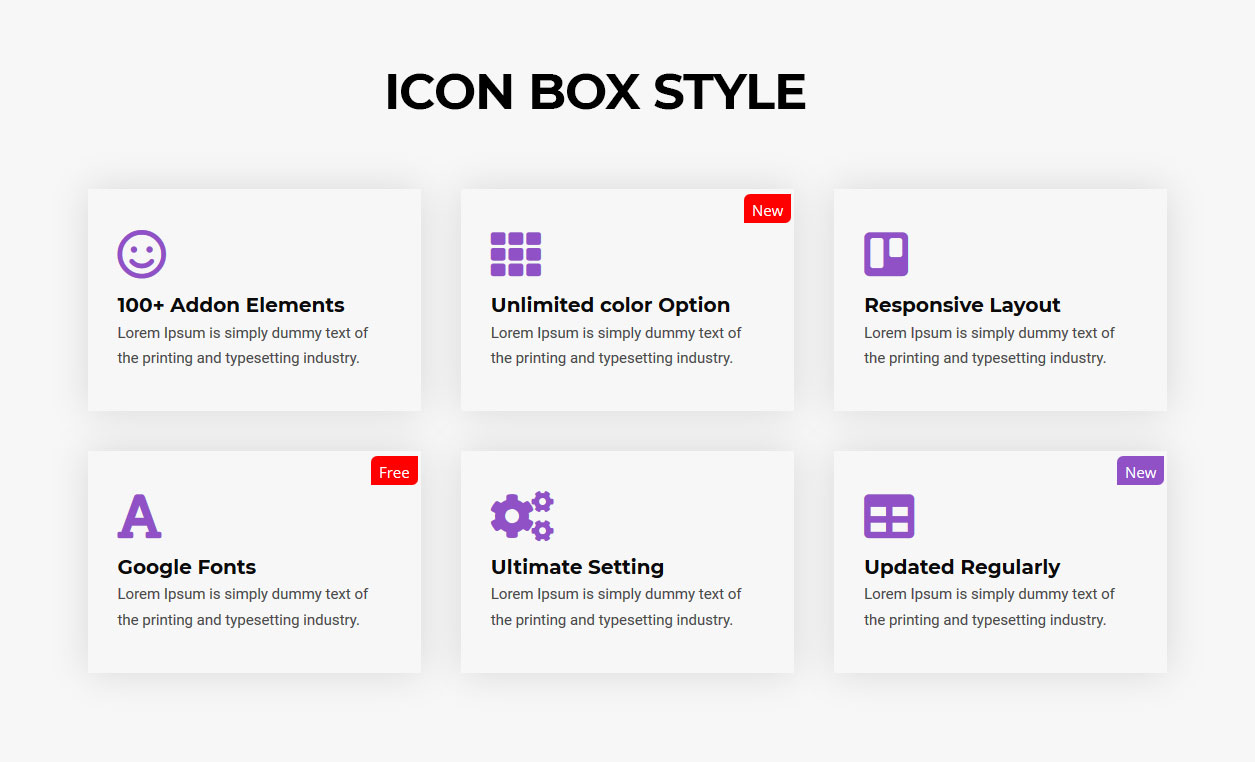 ICON BOX STYLE
100+ Addon Elements
Lorem Ipsum is simply dummy text of
the printing and typesetting industry.
New
Unlimited color Option
Lorem Ipsum is simply dummy text of
the printing and typesetting industry.
Responsive Layout
Lorem Ipsum is simply dummy text of
the printing and typesetting industry.
Free
Google Fonts
Lorem Ipsum is simply dummy text of
the printing and typesetting industry.
Ultimate Setting
Lorem Ipsum is simply dummy text of
the printing and typesetting industry.
New
Updated Regularly
Lorem Ipsum is simply dummy text of
the printing and typesetting industry.